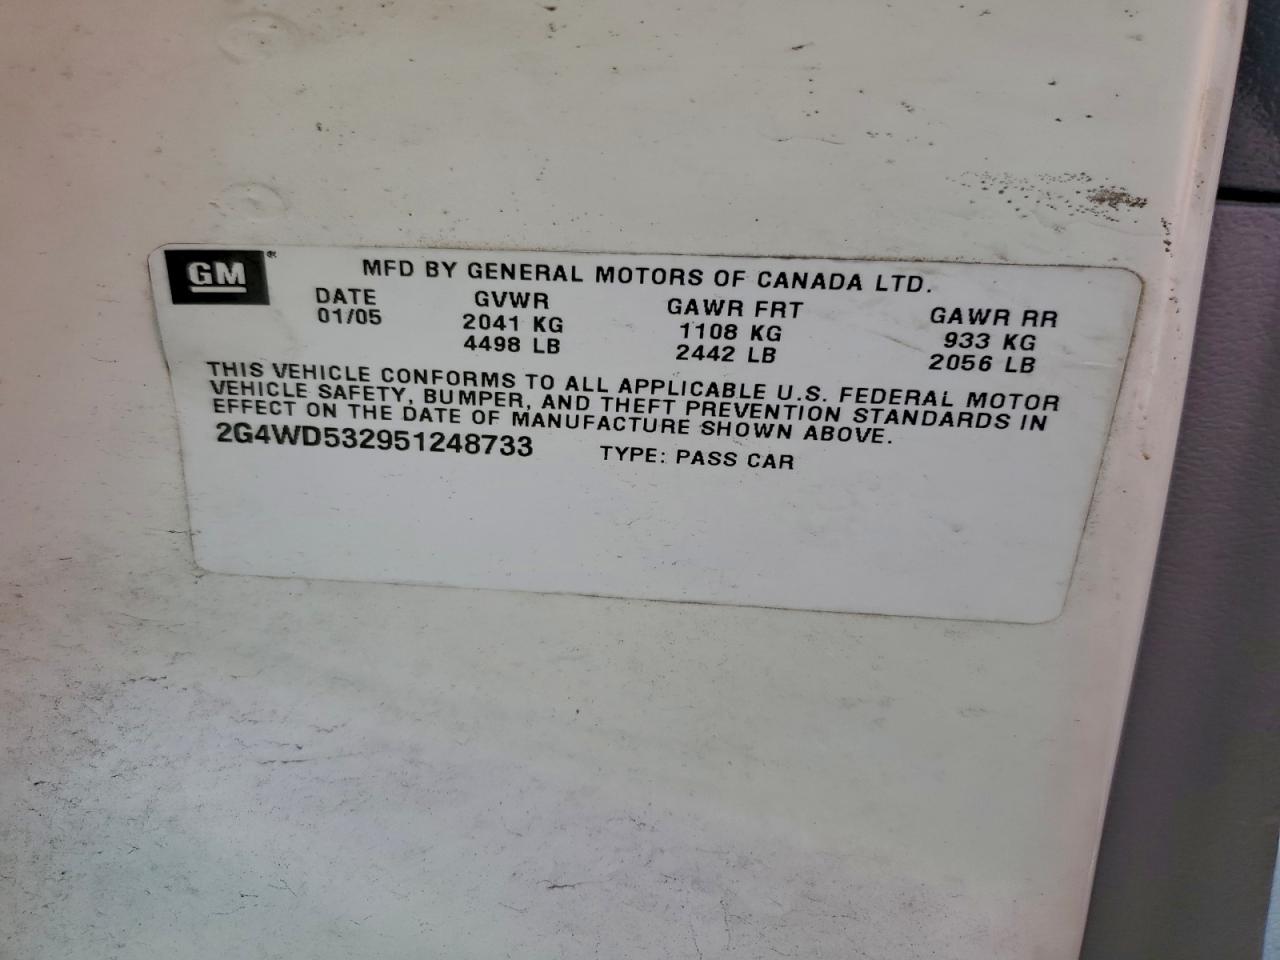 GM®
MFD BY GENERAL MOTORS OF CANADA LTD.
DATE GVWR GAWR FRT GAWR RR
01/05 2041 KG 1108 KG 933 KG
4498 LB 2442 LB 2056 LB
THIS VEHICLE CONFORMS TO ALL APPLICABLE U.S. FEDERAL MOTOR
VEHICLE SAFETY, BUMPER, AND THEFT PREVENTION STANDARDS IN
EFFECT ON THE DATE OF MANUFACTURE SHOWN ABOVE.
2G4WD532951248733 TYPE: PASS CAR